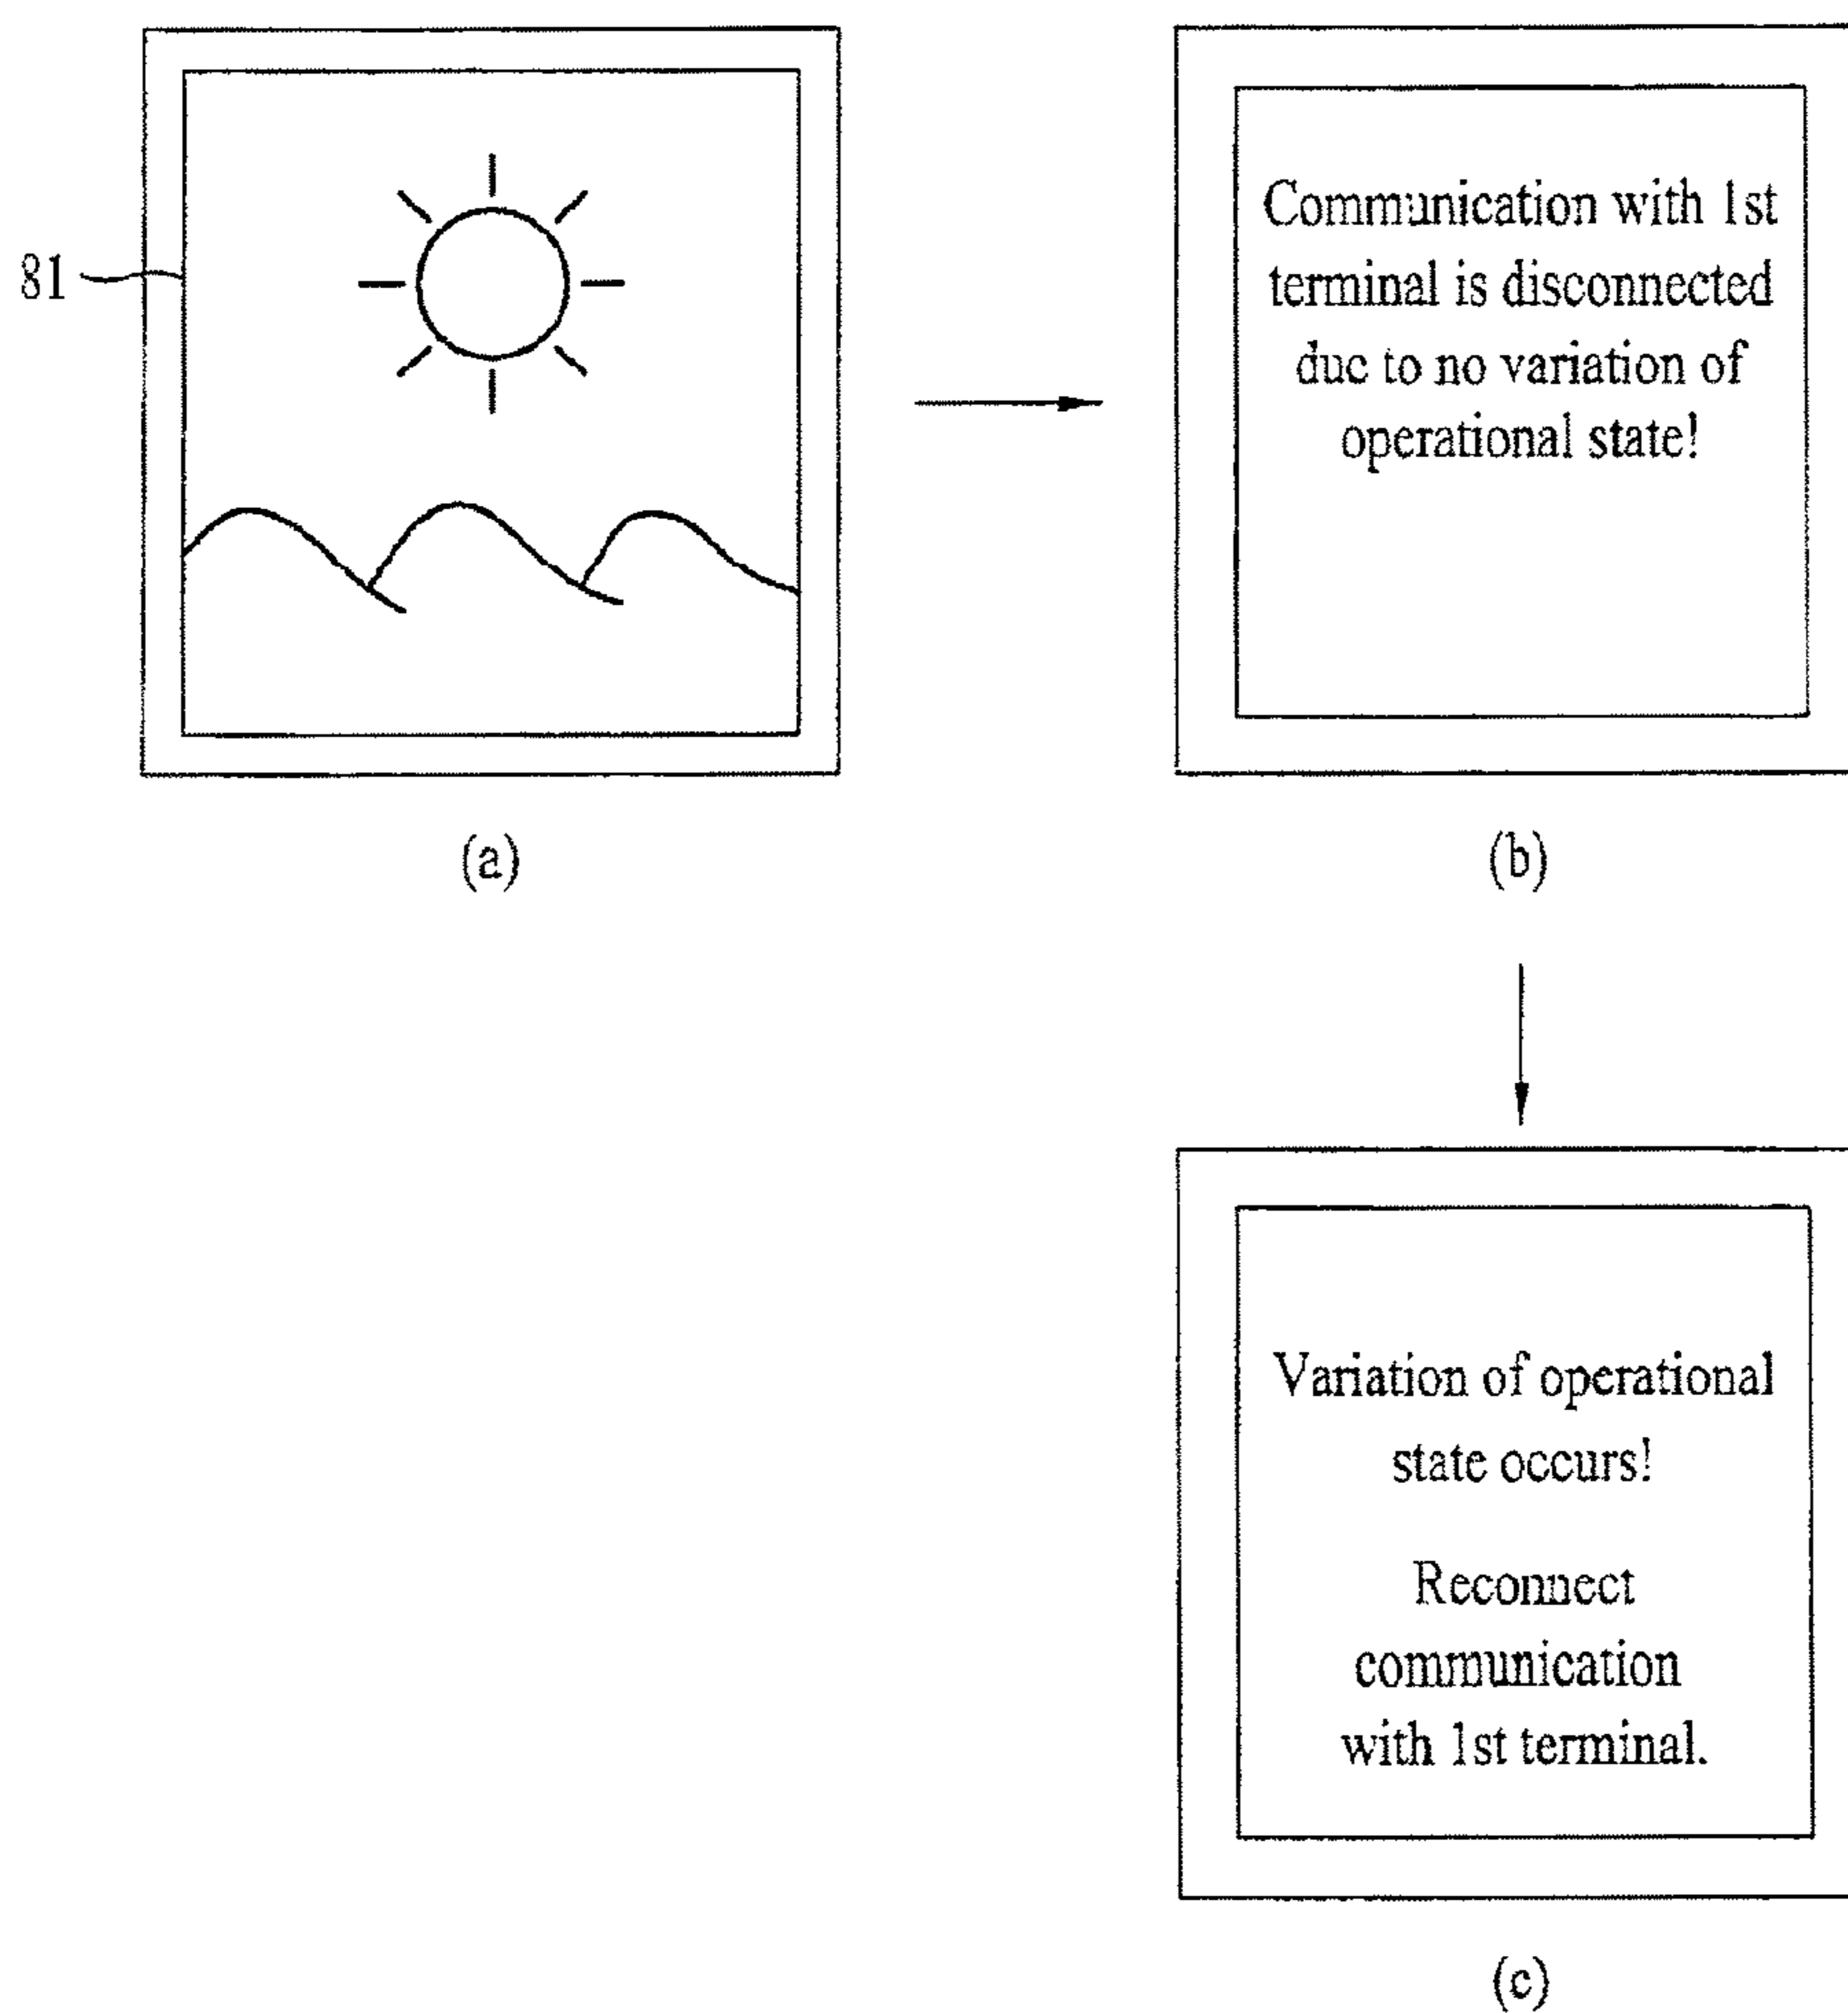 81
(a)
Communication with 1st
terminal is disconnected
due to no variation of
operational state!
(b)
Variation of operational
state occurs!
Reconnect
communication
with 1st terminal.
(c)